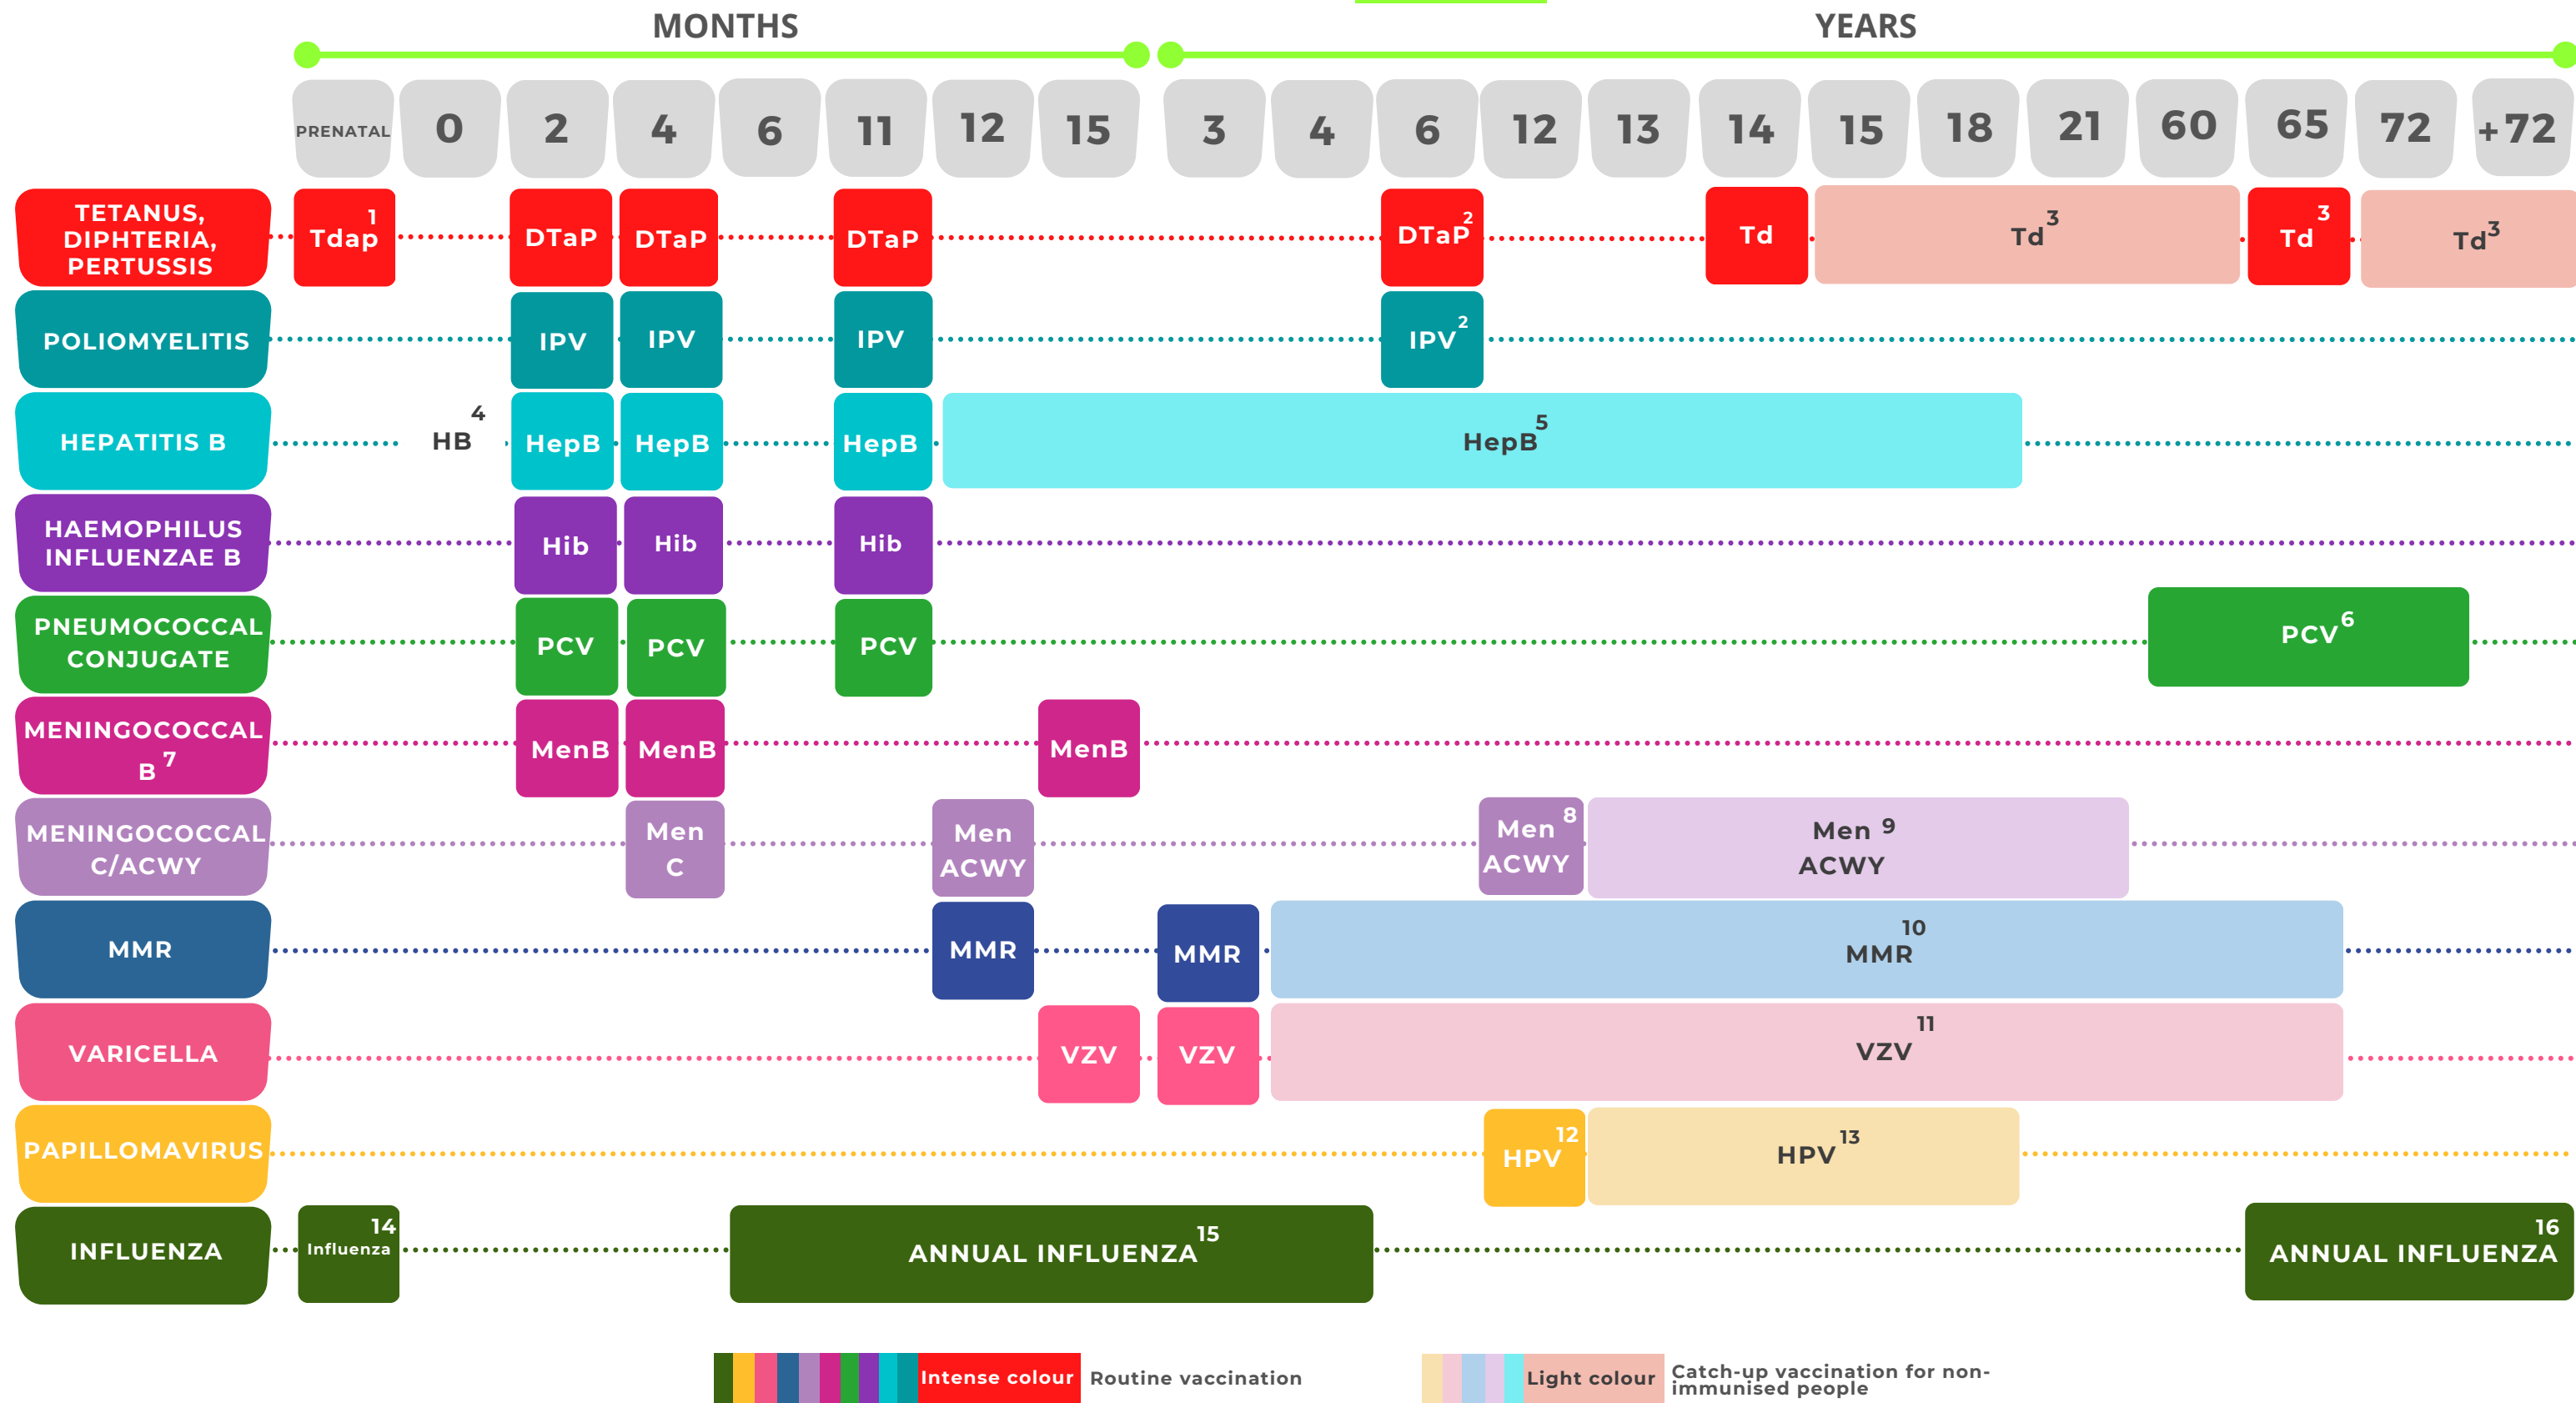 MONTHS YEARS
PRENATAL 0 2 4 6 11 12 15 3 4 6 12 13 14 15 18 21 60 65 72 +72
TETANUS,
DIPHTERIA,
PERTUSSIS
Tdap 1 DTaP DTaP DTaP DTaP 2 Td Td 3 Td 3 Td 3
POLIOMYELITIS IPV IPV IPV IPV 2
HEPATITIS B HB 4 HepB HepB HepB HepB 5
HAEMOPHILUS
INFLUENZAE B
Hib Hib Hib
PNEUMOCOCCAL
CONJUGATE
PCV PCV PCV PCV 6
MENINGOCOCCAL
B 7
MenB MenB MenB
MENINGOCOCCAL
C/ACWY
Men
C
Men
ACWY
Men 8
ACWY
Men 9
ACWY
MMR MMR MMR MMR 10
VARICELLA VZV VZV VZV 11
PAPILLOMAVIRUS HPV 12 HPV 13
INFLUENZA Influenza 14 ANNUAL INFLUENZA 15 ANNUAL INFLUENZA 16
Intense colour Routine vaccination
Light colour Catch-up vaccination for non-
immunised people